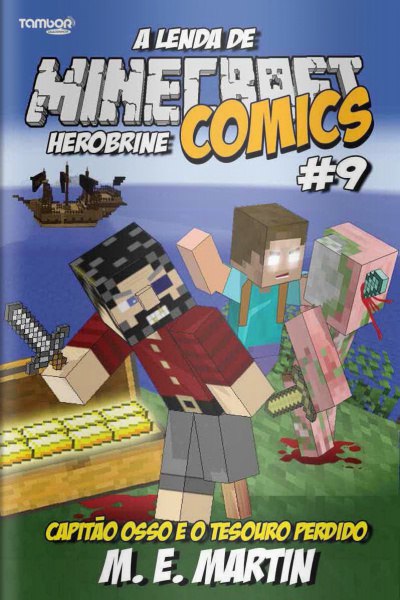 TAMBOR
A LENDA DE
MINECRAFT
HEROBRINE COMICS
#9
CAPITÃO OSSO E O TESOURO PERDIDO
M. E. MARTIN